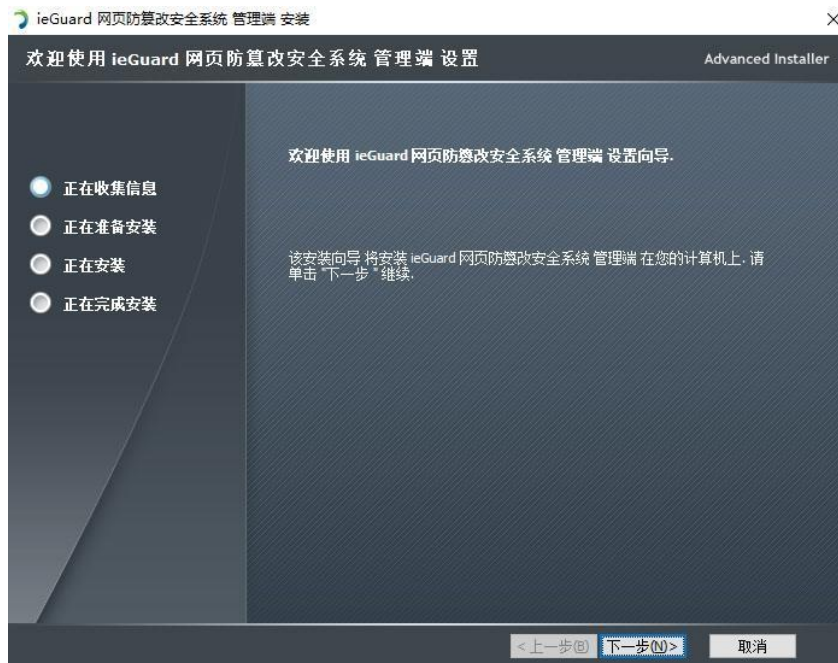 ieGuard 网页防篡改安全系统 管理端 安装
欢迎使用 ieGuard 网页防篡改安全系统 管理端 设置
Advanced Installer
正在收集信息
正在准备安装
正在安装
正在完成安装
欢迎使用 ieGuard 网页防篡改安全系统 管理端 设置向导.
该安装向导 将安装 ieGuard 网页防篡改安全系统 管理端 在您的计算机上. 请
单击 "下一步 " 继续.
< 上一步(B) 下一步(N) > 取消